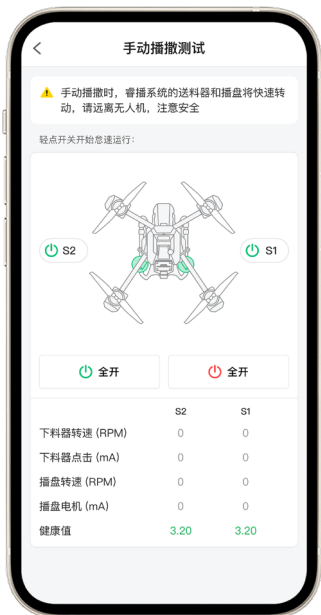 手动播撒测试
手动播撒时，睿播系统的送料器和播盘将快速转
动，请远离无人机，注意安全
轻点开关开始怠速运行：
S2
S1
全开
全开
S2 S1
下料器转速 (RPM) 0 0
下料器点击 (mA) 0 0
播盘转速 (RPM) 0 0
播盘电机 (mA) 0 0
健康值 3.20 3.20